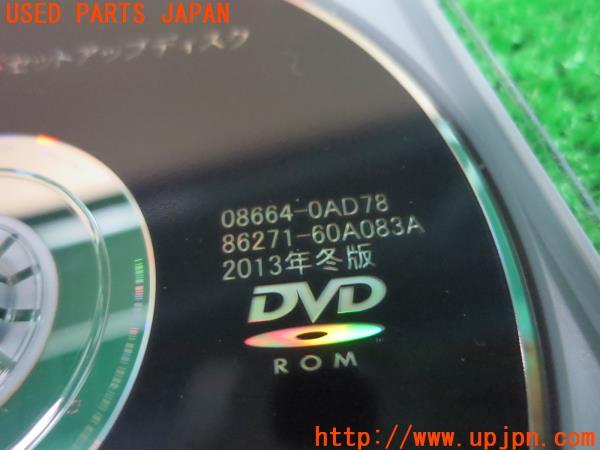 USED PARTS JAPAN
セットアップディスク
08664-0AD78
86271-60A083A
2013年冬版
DVD
ROM
http://www.upjpn.com